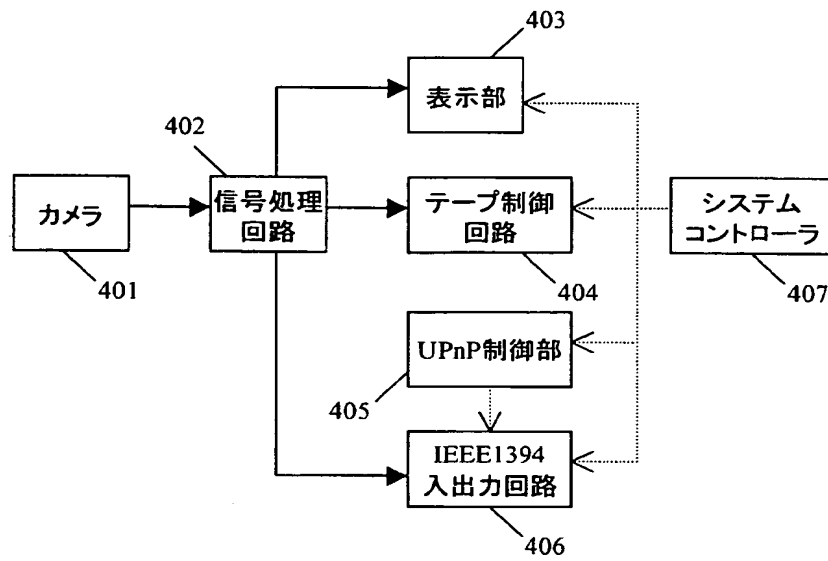 403
表示部
402
カメラ
401
信号処理
回路
テープ制御
回路
404
システム
コントローラ
407
UPnP制御部
405
IEEE1394
入出力回路
406